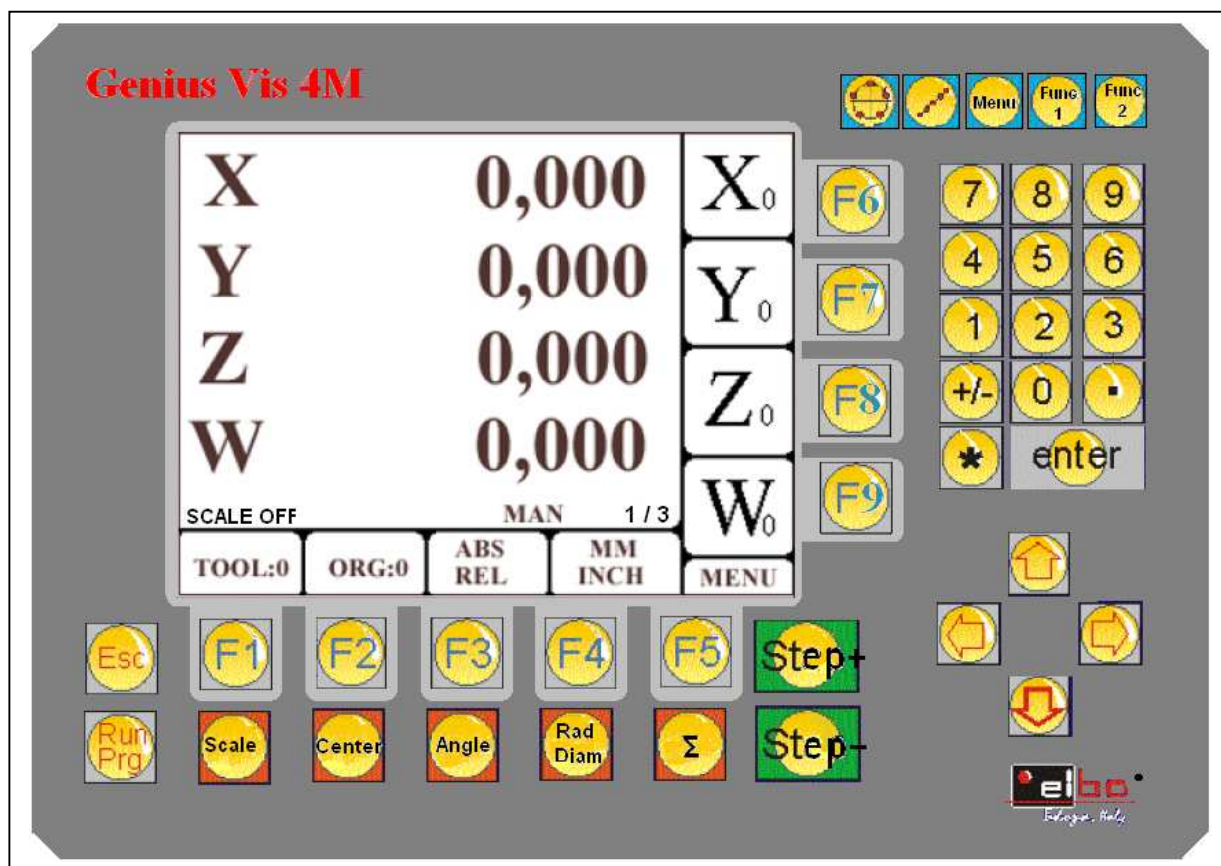 Genius Vis 4M
Menu
Func 1
Func 2
X 0,000
Y 0,000
Z 0,000
W 0,000
SCALE OFF MAN 1 / 3
X0
Y0
Z0
W0
TOOL:0
ORG:0
ABS
REL
MM
INCH
MENU
F6
F7
F8
F9
7 8 9
4 5 6
1 2 3
+/- 0 .
* enter
Esc F1 F2 F3 F4 F5 Step+
Run
Prg
Scale
Center
Angle
Rad
Diam
Σ
Step-
elbo
Bologna, Italy